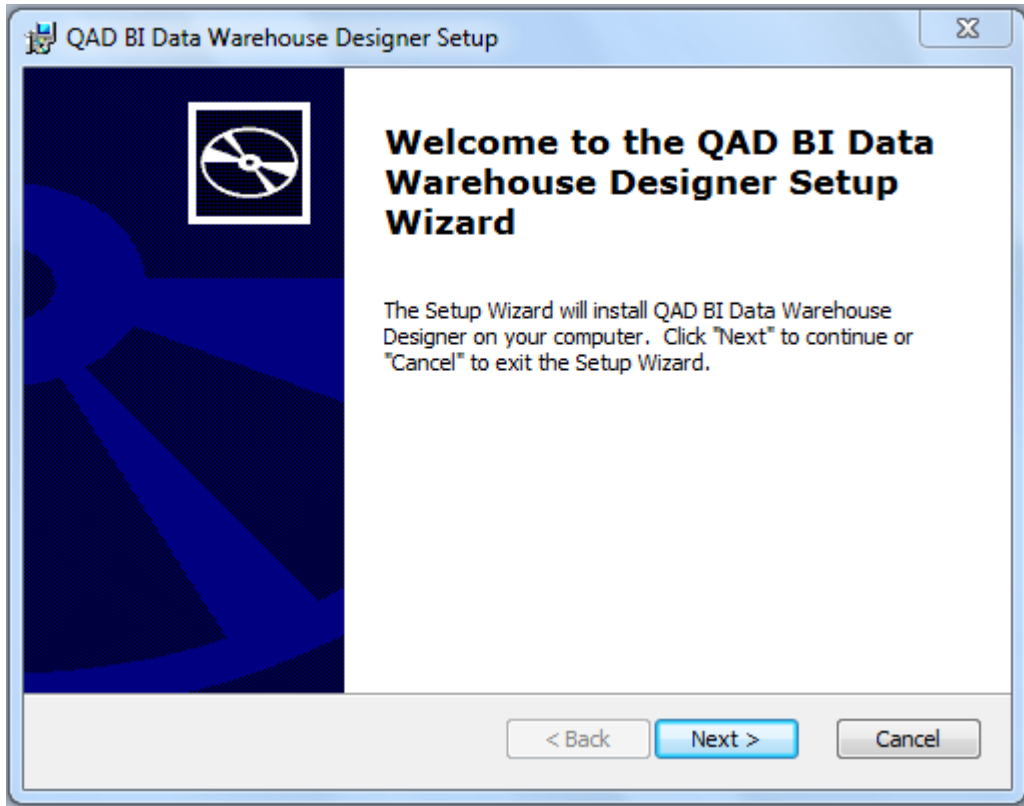 QAD BI Data Warehouse Designer Setup
Welcome to the QAD BI Data
Warehouse Designer Setup
Wizard
The Setup Wizard will install QAD BI Data Warehouse
Designer on your computer. Click "Next" to continue or
"Cancel" to exit the Setup Wizard.
< Back Next > Cancel